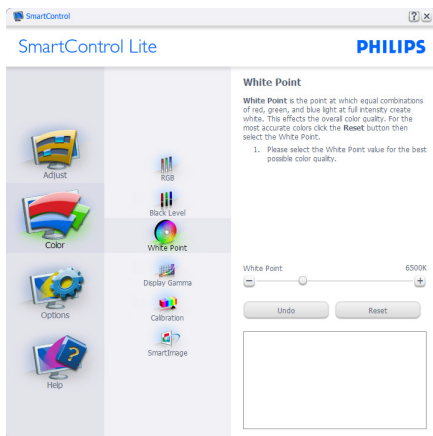 SmartControl
SmartControl Lite
PHILIPS
Adjust
Color
Options
Help
RGB
Black Level
White Point
Display Gamma
Calibration
SmartImage
White Point
White Point is the point at which equal combinations
of red, green, and blue light at full intensity create
white. This effects the overall color quality. For the
most accurate colors click the Reset button then
select the White Point.
1. Please select the White Point value for the best
possible color quality.
White Point 6500K
Undo Reset